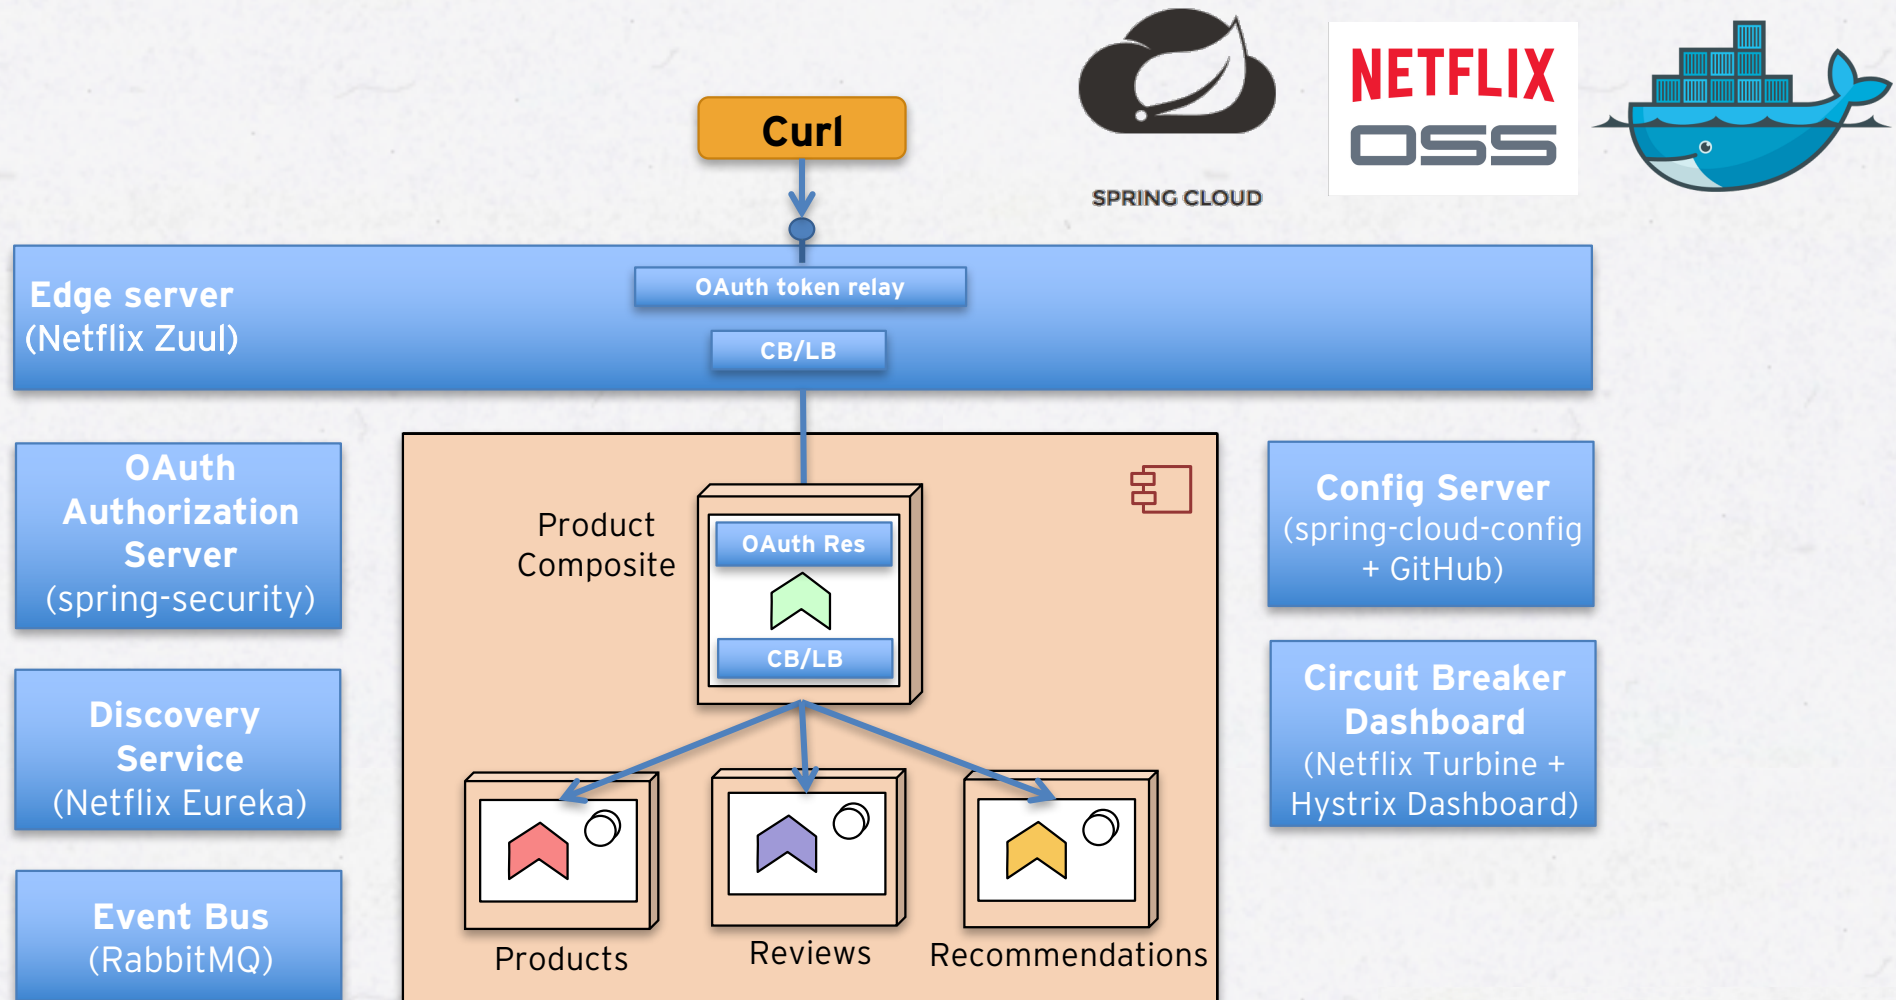 Curl
SPRING CLOUD
NETFLIX
OSS
Edge server
(Netflix Zuul)
OAuth token relay
CB/LB
OAuth
Authorization
Server
(spring-security)
Discovery
Service
(Netflix Eureka)
Event Bus
(RabbitMQ)
Product
Composite
OAuth Res
CB/LB
Products
Reviews
Recommendations
Config Server
(spring-cloud-config
+ GitHub)
Circuit Breaker
Dashboard
(Netflix Turbine +
Hystrix Dashboard)